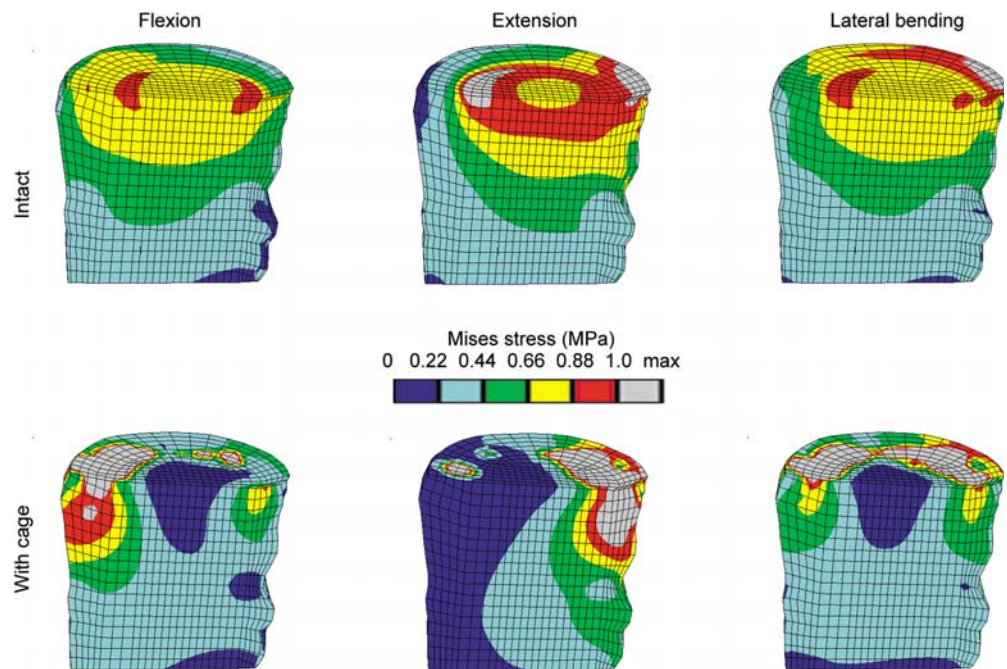 Flexion
Extension
Lateral bending
Intact
Mises stress (MPa)
0 0.22 0.44 0.66 0.88 1.0 max
With cage